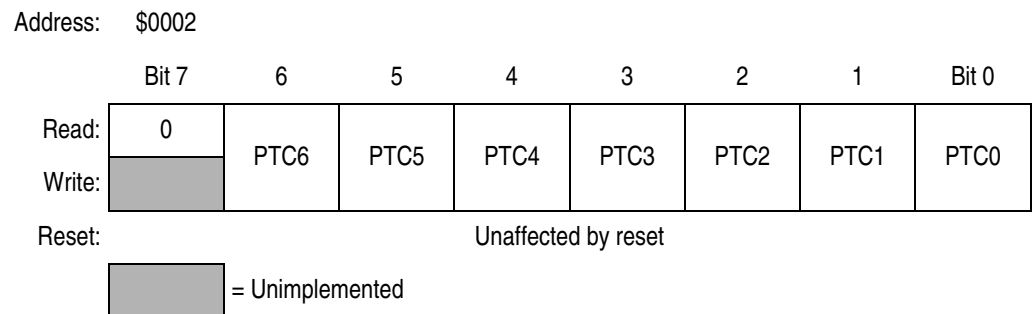 Address: $0002
Bit 7 6 5 4 3 2 1 Bit 0
Read: 0 PTC6 PTC5 PTC4 PTC3 PTC2 PTC1 PTC0
Write:
Reset: Unaffected by reset
= Unimplemented